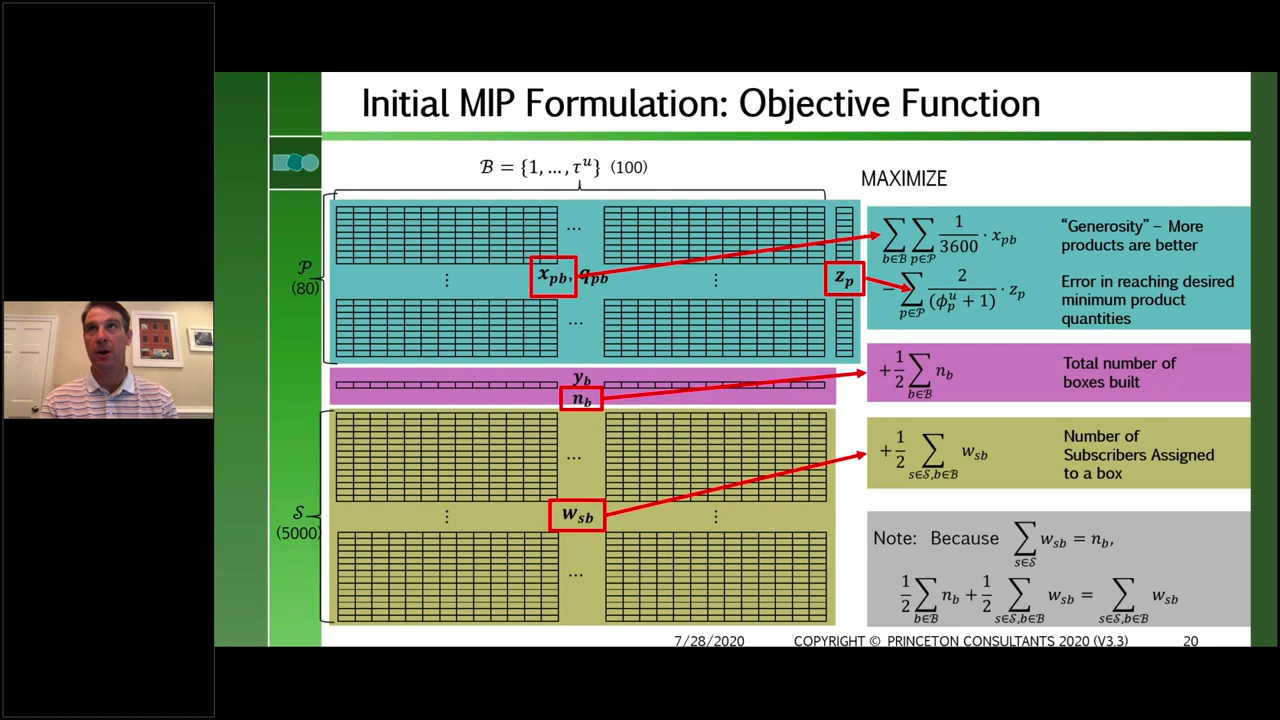 Initial MIP Formulation: Objective Function
ℬ = {1, …, τᵘ} (100)
MAXIMIZE
𝒫
(80)
…
⋮
x_pb, q_pb
⋮
z_p
…
∑_{b∈ℬ} ∑_{p∈𝒫} 1/3600 · x_pb
“Generosity” – More
products are better
− ∑_{p∈𝒫} 2/(ϕ_p^u + 1) · z_p
Error in reaching desired
minimum product
quantities
y_b
n_b
+ 1/2 ∑_{b∈ℬ} n_b
Total number of
boxes built
𝒮
(5000)
…
⋮
w_sb
⋮
…
+ 1/2 ∑_{s∈𝒮,b∈ℬ} w_sb
Number of
Subscribers Assigned
to a box
Note: Because ∑_{s∈𝒮} w_sb = n_b,
1/2 ∑_{b∈ℬ} n_b + 1/2 ∑_{s∈𝒮,b∈ℬ} w_sb = ∑_{s∈𝒮,b∈ℬ} w_sb
7/28/2020 COPYRIGHT © PRINCETON CONSULTANTS 2020 (V3.3) 20